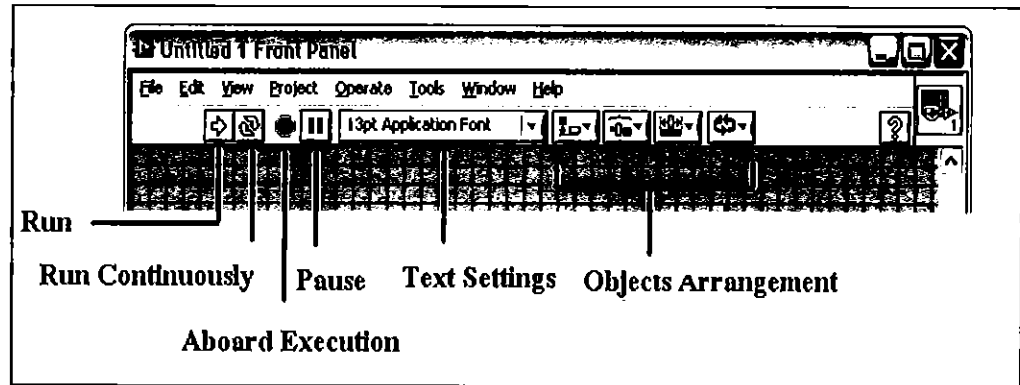 Untitled 1 Front Panel
File Edit View Project Operate Tools Window Help
13pt Application Font
?
1
Run
Run Continuously Pause Text Settings Objects Arrangement
Aboard Execution